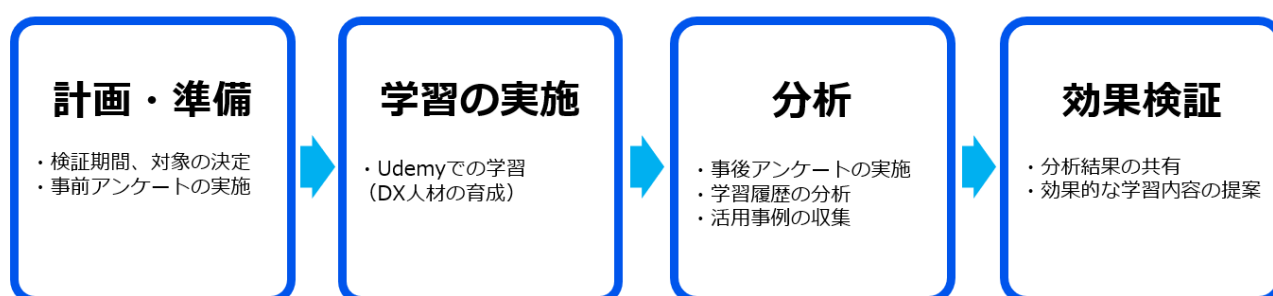 計画・準備
・検証期間、対象の決定
・事前アンケートの実施
学習の実施
・Udemyでの学習
（DX人材の育成）
分析
・事後アンケートの実施
・学習履歴の分析
・活用事例の収集
効果検証
・分析結果の共有
・効果的な学習内容の提案